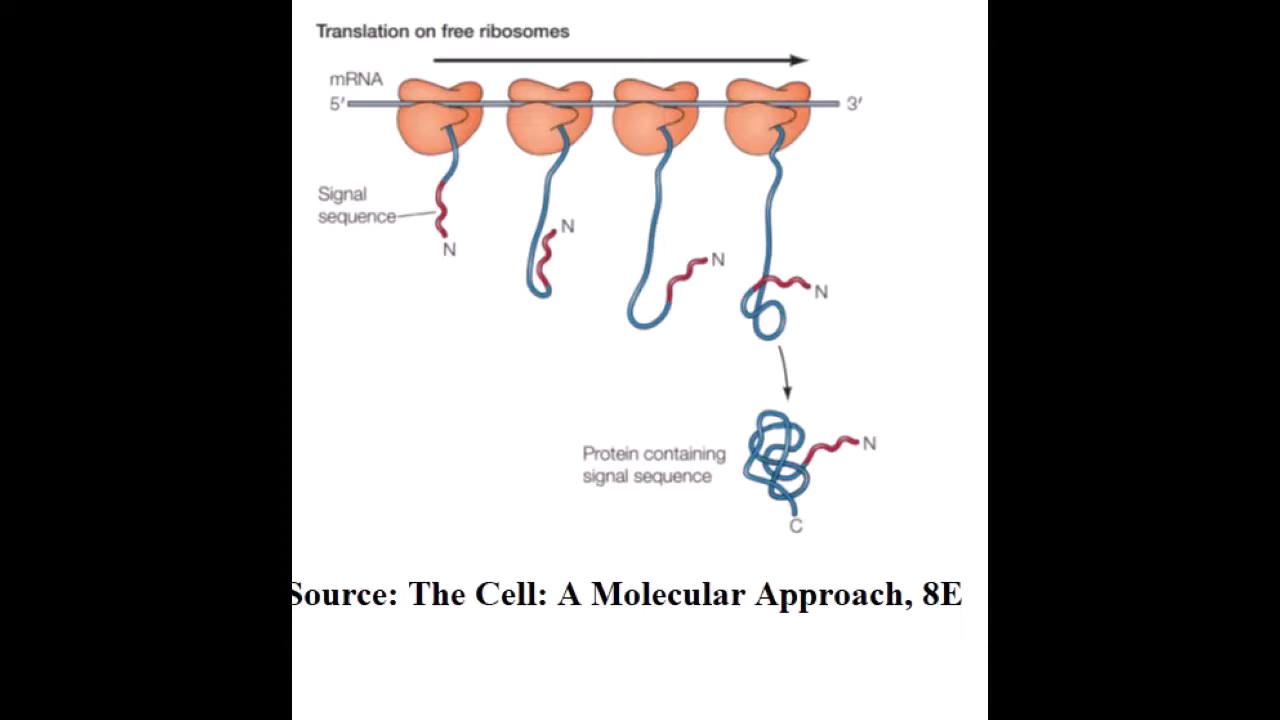 Translation on free ribosomes
mRNA
5′
3′
Signal
sequence
N
N
N
N
Protein containing
signal sequence
N
C
Source: The Cell: A Molecular Approach, 8E